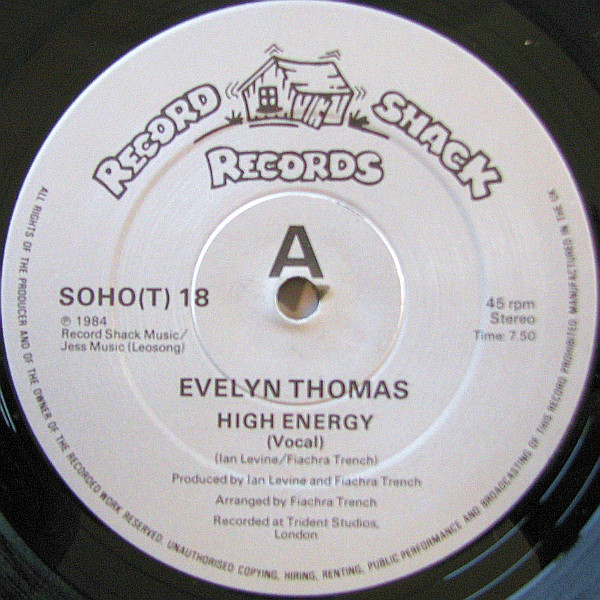 RECORD SHACK
RECORDS
A
SOHO(T) 18
℗ 1984
Record Shack Music/
Jess Music (Leosong)
45 rpm
Stereo
Time: 7.50
EVELYN THOMAS
HIGH ENERGY
(Vocal)
(Ian Levine/Fiachra Trench)
Produced by Ian Levine and Fiachra Trench
Arranged by Fiachra Trench
Recorded at Trident Studios,
London
ALL RIGHTS OF THE PRODUCER AND OF THE OWNER OF THE RECORDED WORK RESERVED. UNAUTHORISED COPYING, HIRING, RENTING, PUBLIC PERFORMANCE AND BROADCASTING OF THIS RECORD PROHIBITED. MANUFACTURED IN THE UK